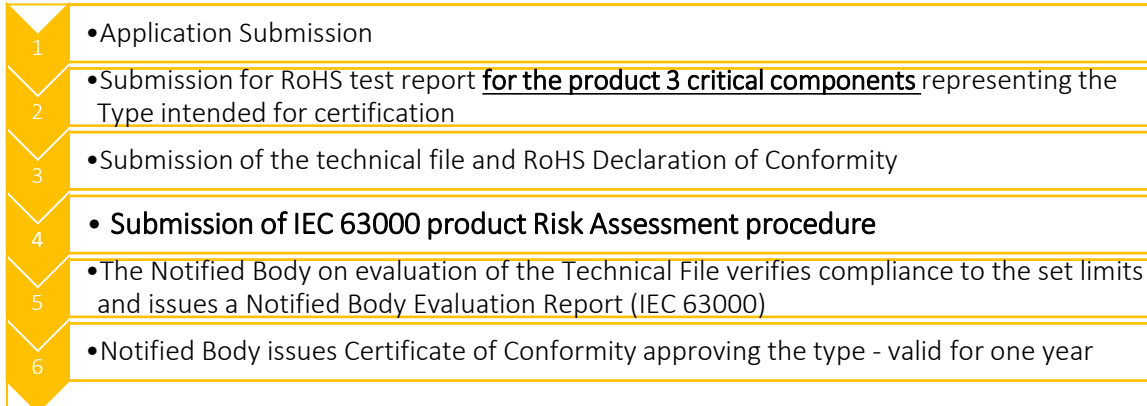 1
•Application Submission
2
•Submission for RoHS test report for the product 3 critical components representing the
Type intended for certification
3
•Submission of the technical file and RoHS Declaration of Conformity
4
• Submission of IEC 63000 product Risk Assessment procedure
5
•The Notified Body on evaluation of the Technical File verifies compliance to the set limits
and issues a Notified Body Evaluation Report (IEC 63000)
6
•Notified Body issues Certificate of Conformity approving the type - valid for one year